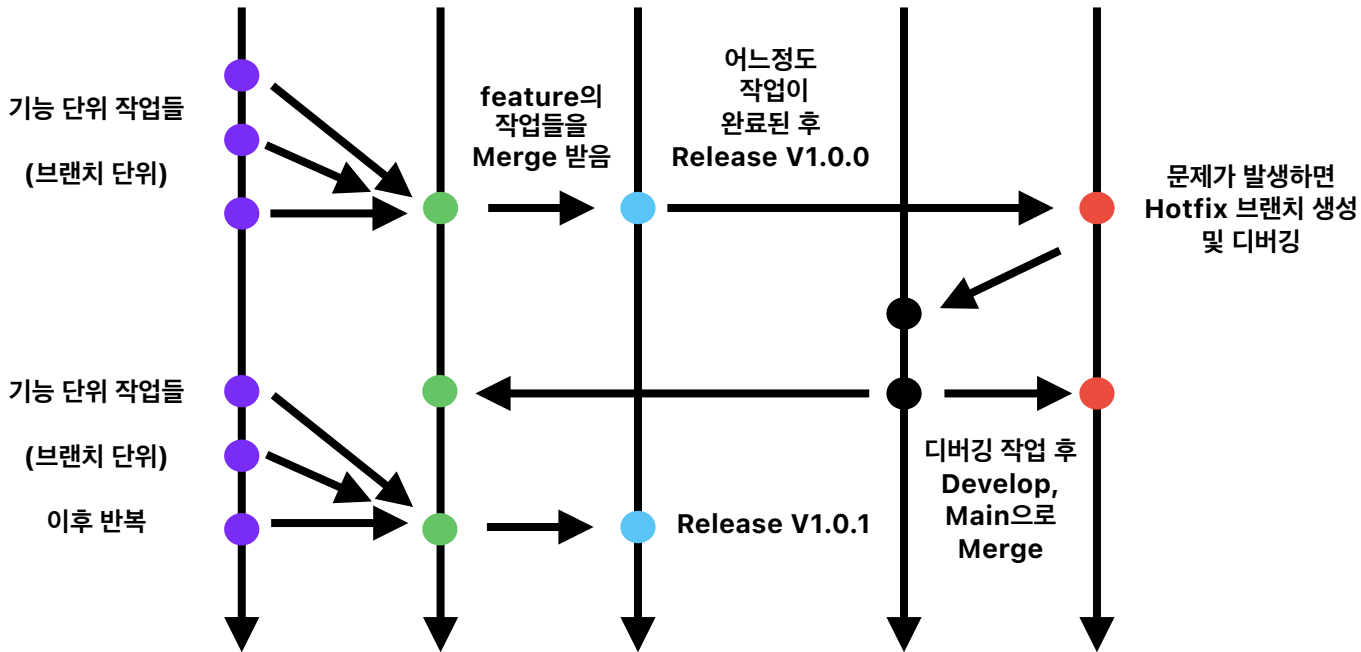 기능 단위 작업들
(브랜치 단위)
feature의
작업들을
Merge 받음
어느정도
작업이
완료된 후
Release V1.0.0
문제가 발생하면
Hotfix 브랜치 생성
및 디버깅
기능 단위 작업들
(브랜치 단위)
이후 반복
Release V1.0.1
디버깅 작업 후
Develop,
Main으로
Merge